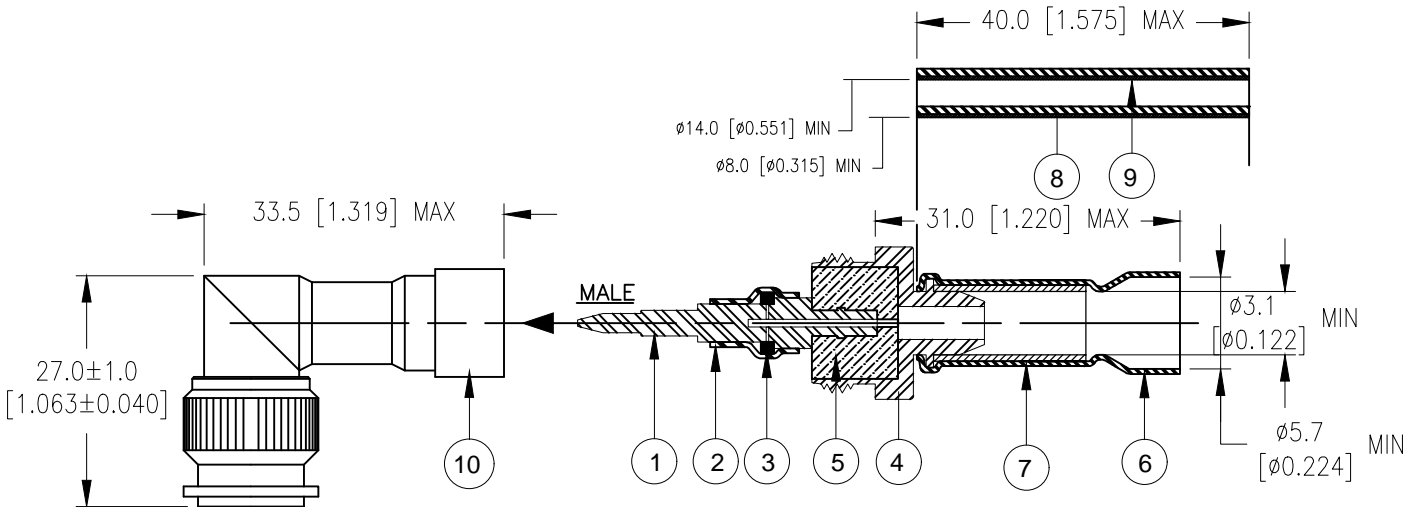 40.0 [1.575] MAX
ø14.0 [ø0.551] MIN
ø8.0 [ø0.315] MIN
8
9
33.5 [1.319] MAX
31.0 [1.220] MAX
MALE
ø3.1
[ø0.122]
MIN
27.0±1.0
[1.063±0.040]
ø5.7
[ø0.224]
MIN
10
1
2
3
5
4
7
6